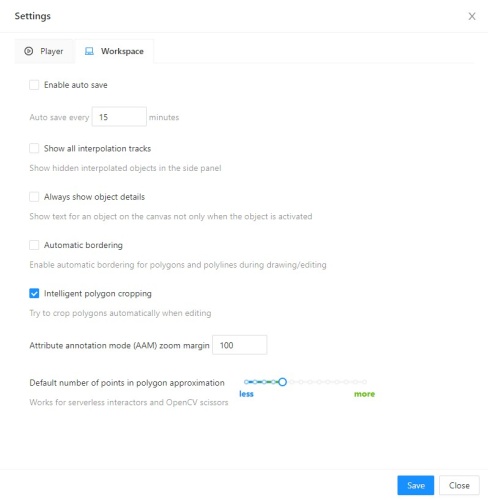 Settings
Player Workspace
Enable auto save
Auto save every 15 minutes
Show all interpolation tracks
Show hidden interpolated objects in the side panel
Always show object details
Show text for an object on the canvas not only when the object is activated
Automatic bordering
Enable automatic bordering for polygons and polylines during drawing/editing
Intelligent polygon cropping
Try to crop polygons automatically when editing
Attribute annotation mode (AAM) zoom margin 100
Default number of points in polygon approximation
less more
Works for serverless interactors and OpenCV scissors
Save Close